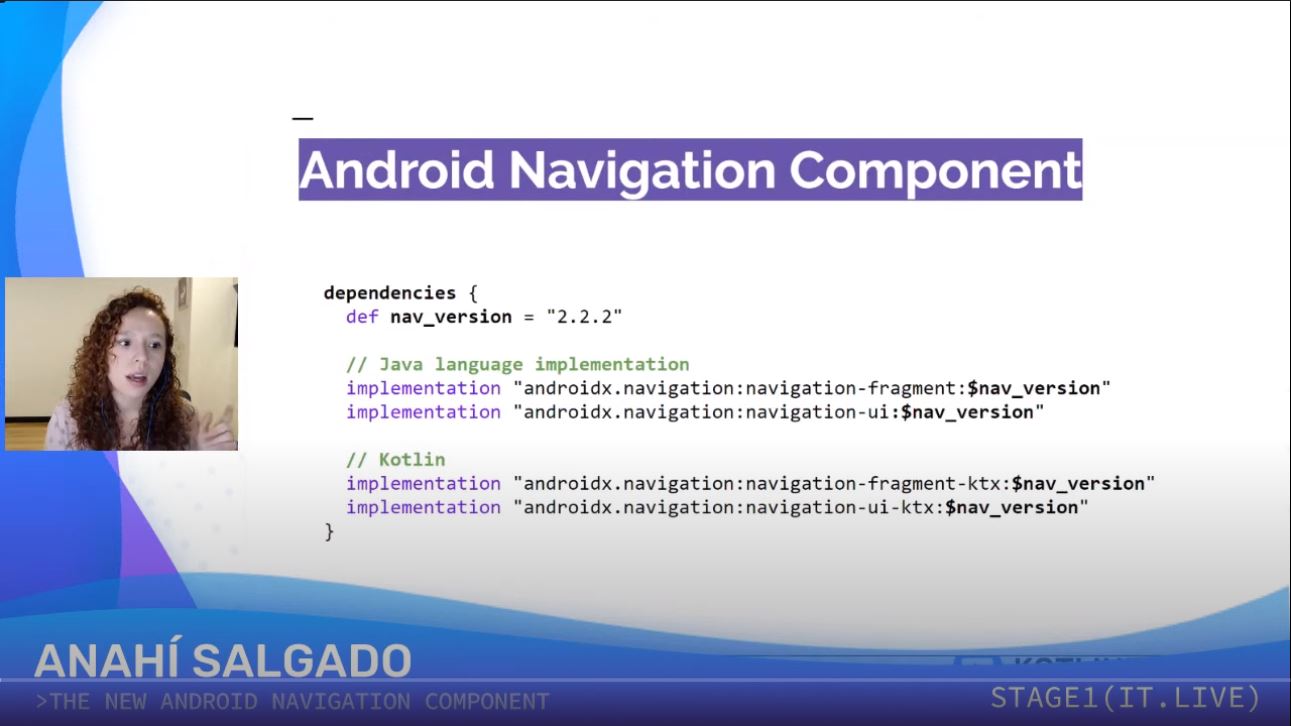 Android Navigation Component
dependencies {
def nav_version = "2.2.2"
// Java language implementation
implementation "androidx.navigation:navigation-fragment:$nav_version"
implementation "androidx.navigation:navigation-ui:$nav_version"
// Kotlin
implementation "androidx.navigation:navigation-fragment-ktx:$nav_version"
implementation "androidx.navigation:navigation-ui-ktx:$nav_version"
}
ANAHÍ SALGADO
>THE NEW ANDROID NAVIGATION COMPONENT
STAGE1(IT.LIVE)